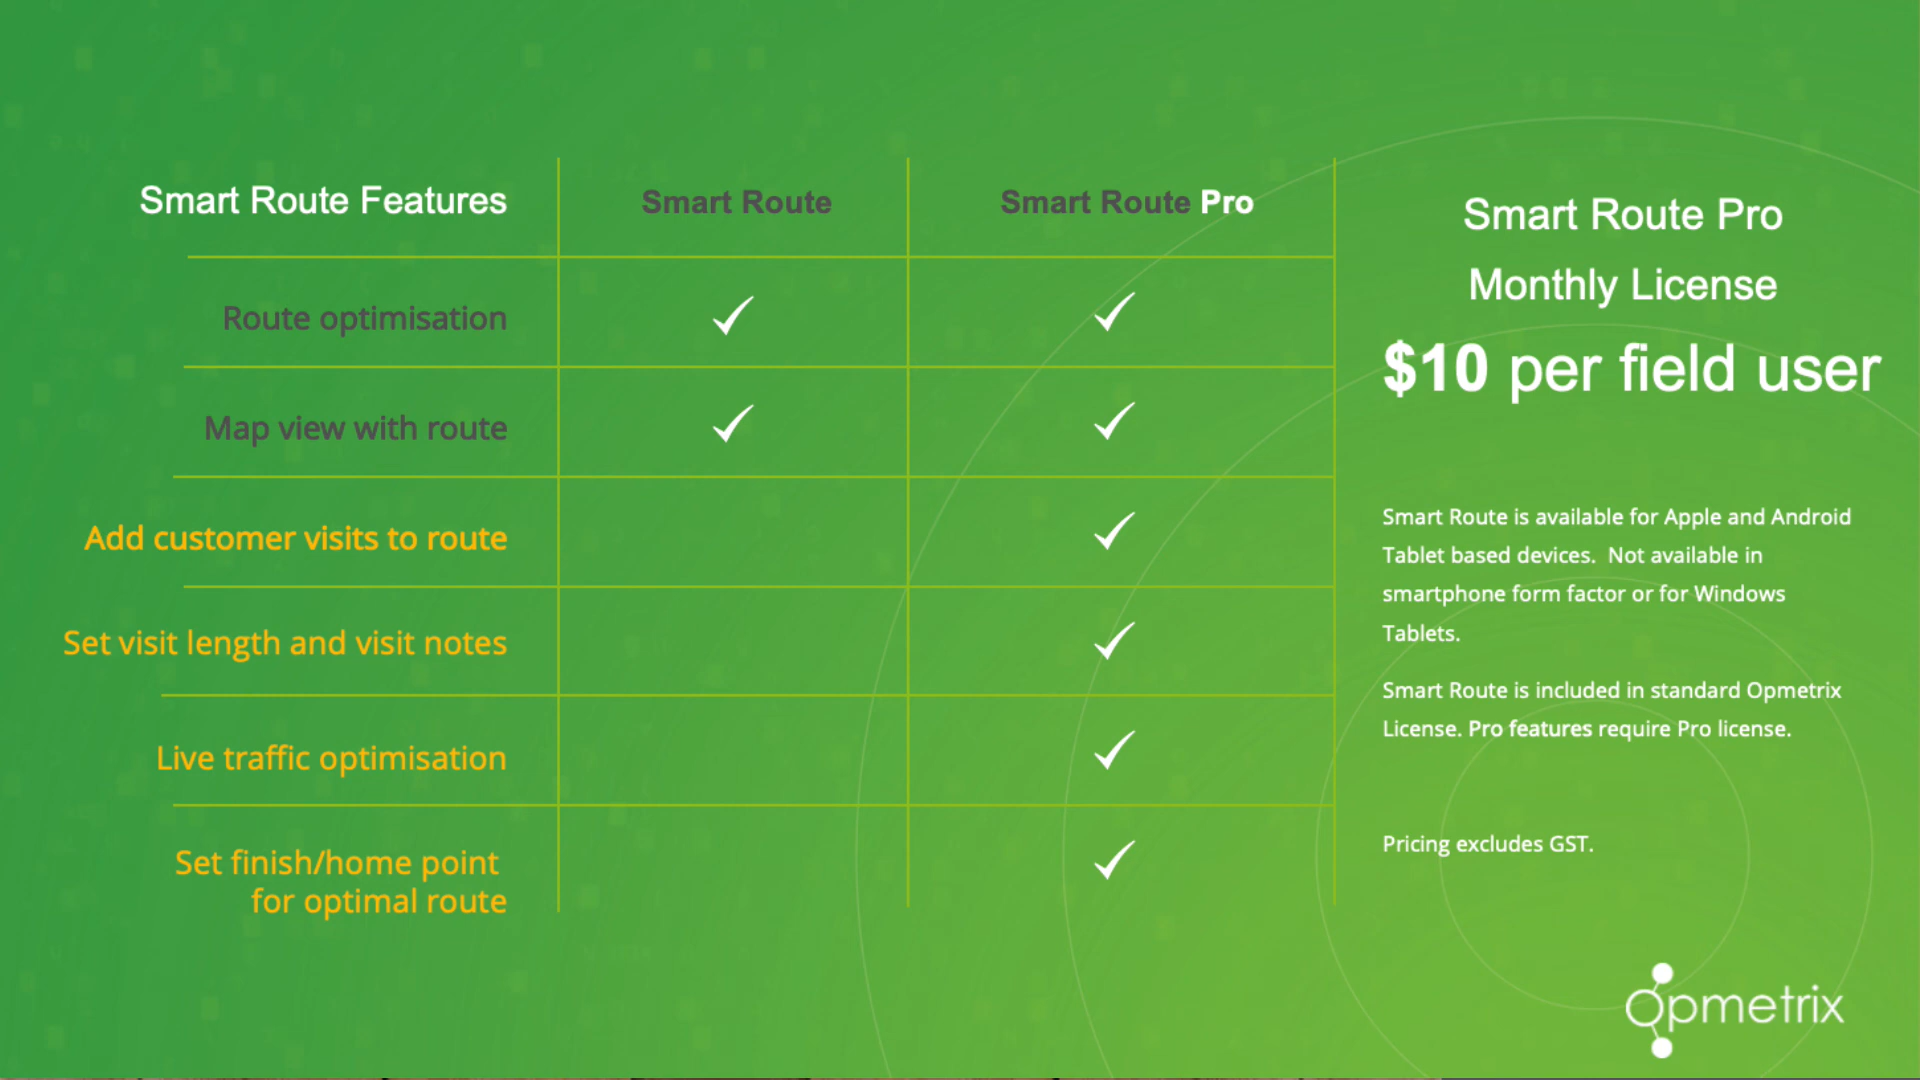 Smart Route Features
Smart Route
Smart Route Pro
Route optimisation
Map view with route
Add customer visits to route
Set visit length and visit notes
Live traffic optimisation
Set finish/home point
for optimal route
Smart Route Pro
Monthly License
$10 per field user
Smart Route is available for Apple and Android
Tablet based devices.  Not available in
smartphone form factor or for Windows
Tablets.
Smart Route is included in standard Opmetrix
License. Pro features require Pro license.
Pricing excludes GST.
Opmetrix